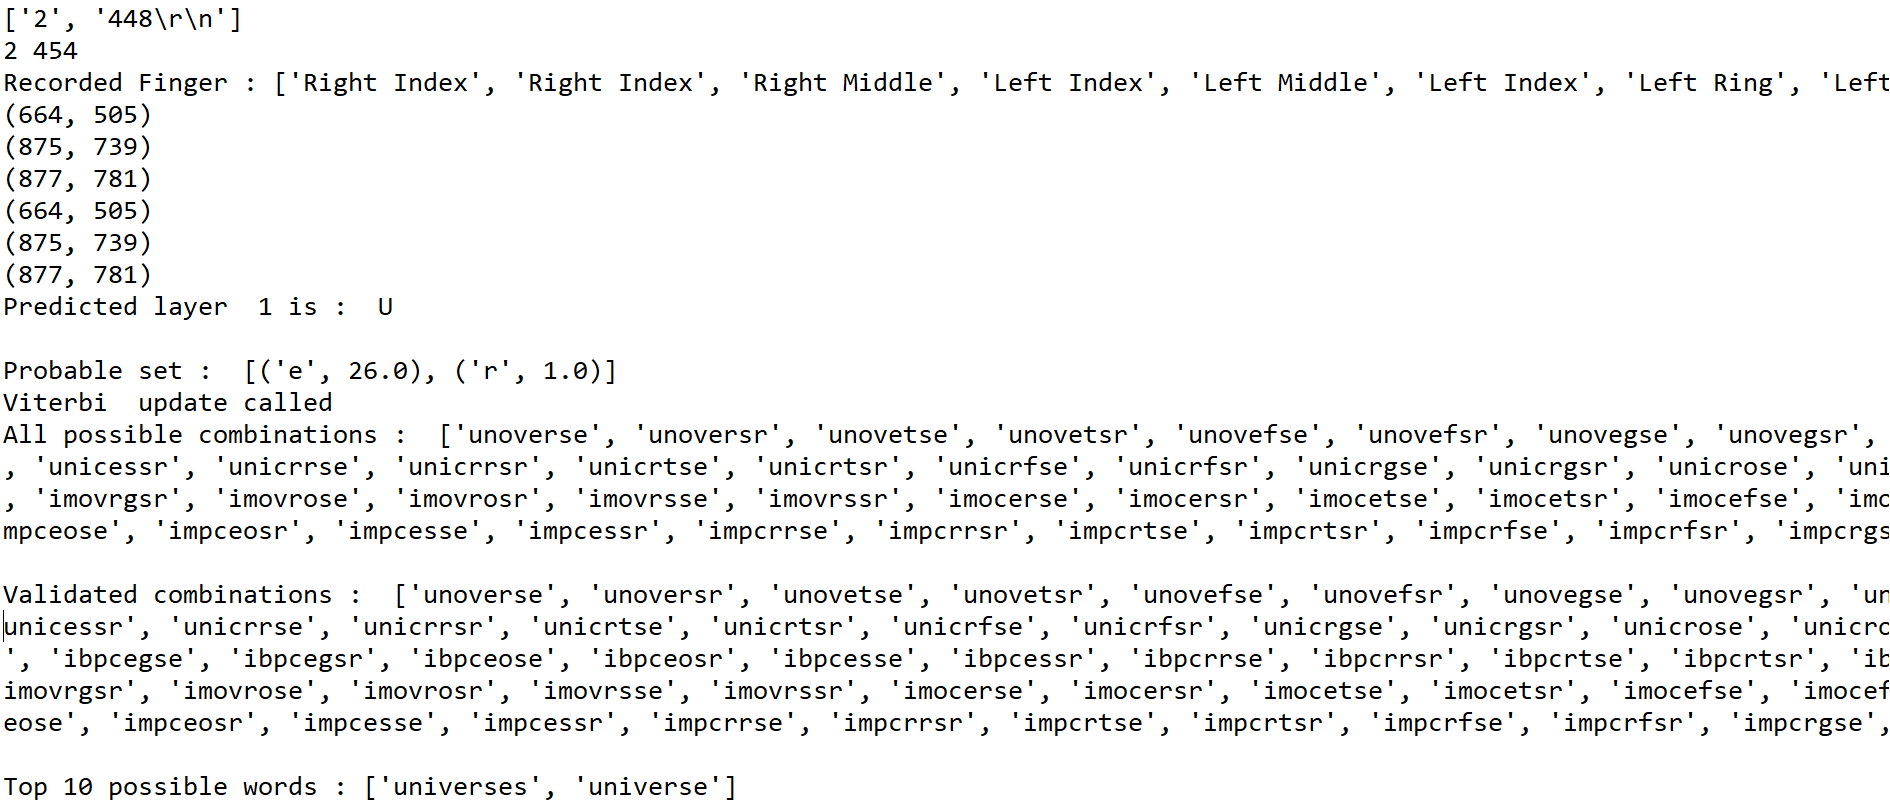 ['2', '448\r\n']
2 454
Recorded Finger : ['Right Index', 'Right Index', 'Right Middle', 'Left Index', 'Left Middle', 'Left Index', 'Left Ring', 'Left
(664, 505)
(875, 739)
(877, 781)
(664, 505)
(875, 739)
(877, 781)
Predicted layer  1 is :  U
Probable set :  [('e', 26.0), ('r', 1.0)]
Viterbi  update called
All possible combinations :  ['unoverse', 'unoversr', 'unovetse', 'unovetsr', 'unovefse', 'unovefsr', 'unovegse', 'unovegsr',
, 'unicessr', 'unicrrse', 'unicrrsr', 'unicrtse', 'unicrtsr', 'unicrfse', 'unicrfsr', 'unicrgse', 'unicrgsr', 'unicrose', 'uni
, 'imovrgsr', 'imovrose', 'imovrosr', 'imovrsse', 'imovrssr', 'imocerse', 'imocersr', 'imocetse', 'imocetsr', 'imocefse', 'imo
mpceose', 'impceosr', 'impcesse', 'impcessr', 'impcrrse', 'impcrrsr', 'impcrtse', 'impcrtsr', 'impcrfse', 'impcrfsr', 'impcrgs
Validated combinations :  ['unoverse', 'unoversr', 'unovetse', 'unovetsr', 'unovefse', 'unovefsr', 'unovegse', 'unovegsr', 'un
unicessr', 'unicrrse', 'unicrrsr', 'unicrtse', 'unicrtsr', 'unicrfse', 'unicrfsr', 'unicrgse', 'unicrgsr', 'unicrose', 'unicro
', 'ibpcegse', 'ibpcegsr', 'ibpceose', 'ibpceosr', 'ibpcesse', 'ibpcessr', 'ibpcrrse', 'ibpcrrsr', 'ibpcrtse', 'ibpcrtsr', 'ib
imovrgsr', 'imovrose', 'imovrosr', 'imovrsse', 'imovrssr', 'imocerse', 'imocersr', 'imocetse', 'imocetsr', 'imocefse', 'imocef
eose', 'impceosr', 'impcesse', 'impcessr', 'impcrrse', 'impcrrsr', 'impcrtse', 'impcrtsr', 'impcrfse', 'impcrfsr', 'impcrgse',
Top 10 possible words : ['universes', 'universe']